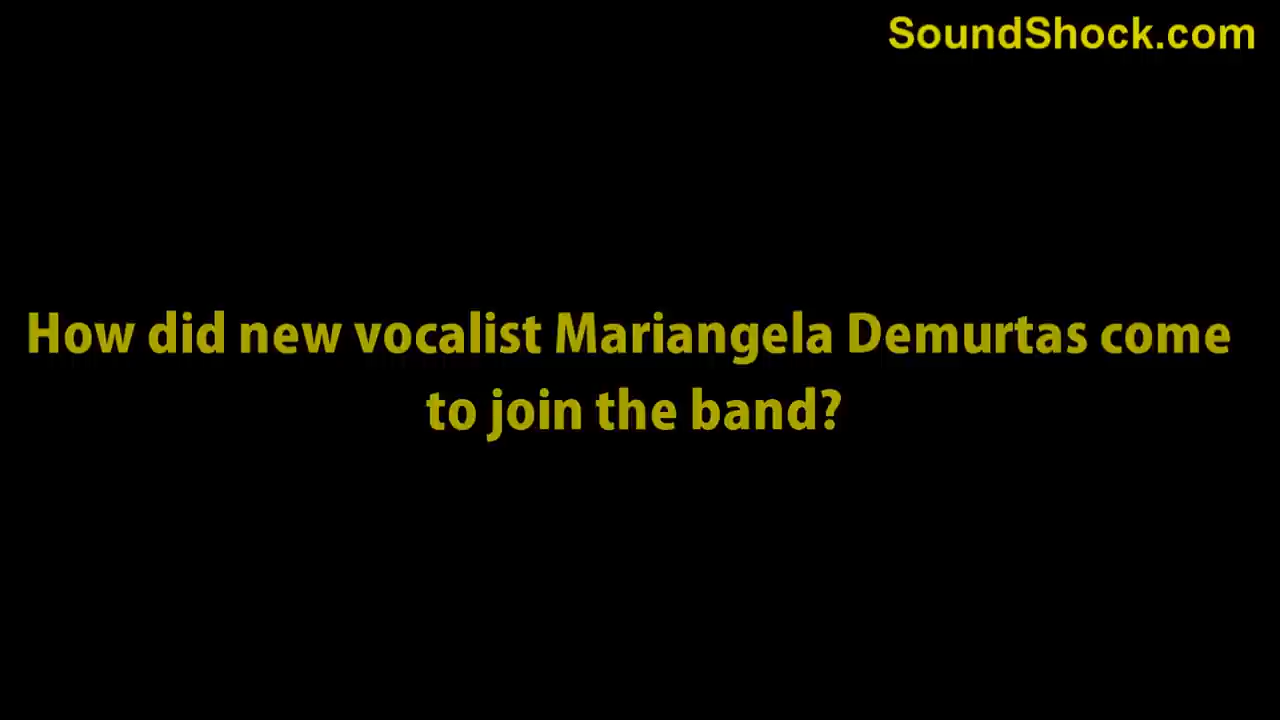 SoundShock.com
How did new vocalist Mariangela Demurtas come
to join the band?